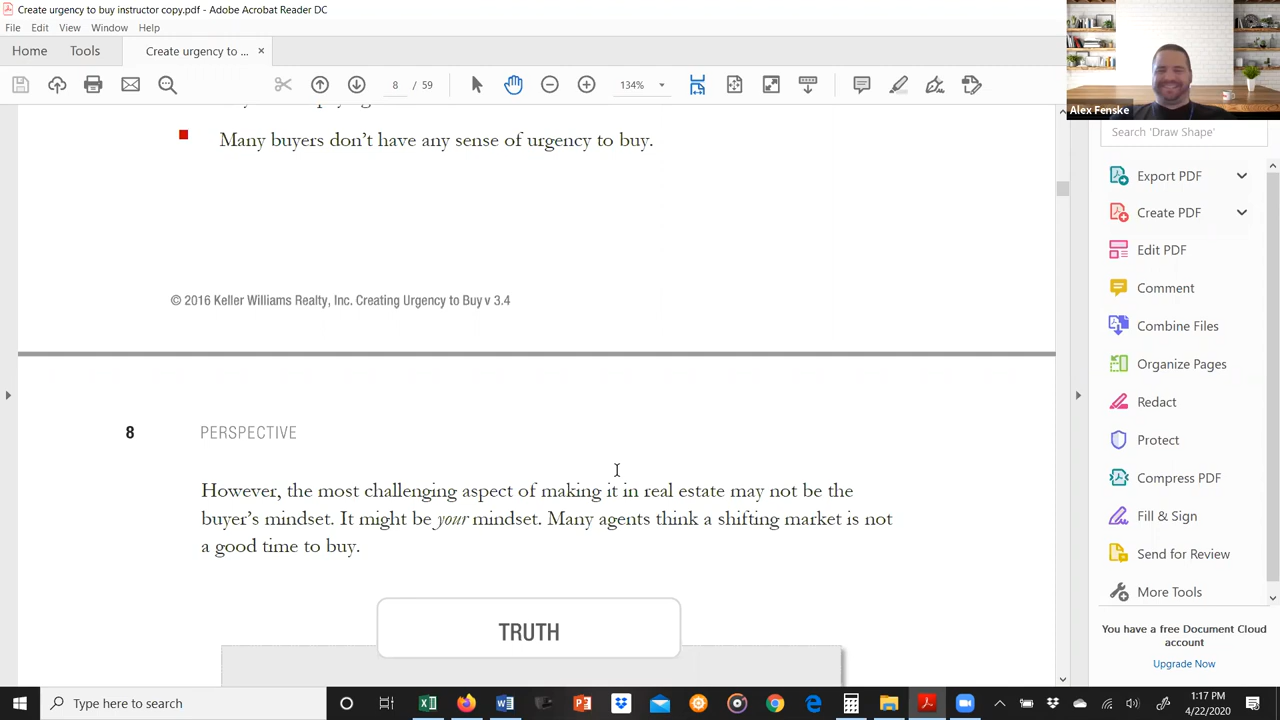 Create urgency to buy instructor copy.pdf - Adobe Acrobat Reader DC
File Edit View Window Help
Home Tools Create urgency to ... ×
Alex Fenske
Search 'Draw Shape'
Many buyers don't have any sense of urgency to buy.
© 2016 Keller Williams Realty, Inc. Creating Urgency to Buy v 3.4
8 PERSPECTIVE
However, the most challenging aspect of making it in real estate may not be the
buyer's mindset. It might be your mindset. Many agents think a shifting market is not
a good time to buy.
TRUTH
Export PDF
Create PDF
Edit PDF
Comment
Combine Files
Organize Pages
Redact
Protect
Compress PDF
Fill & Sign
Send for Review
More Tools
You have a free Document Cloud
account
Upgrade Now
Type here to search
1:17 PM
4/22/2020